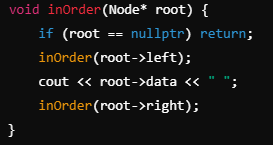 void inOrder(Node* root) {
    if (root == nullptr) return;
    inOrder(root->left);
    cout << root->data << " ";
    inOrder(root->right);
}